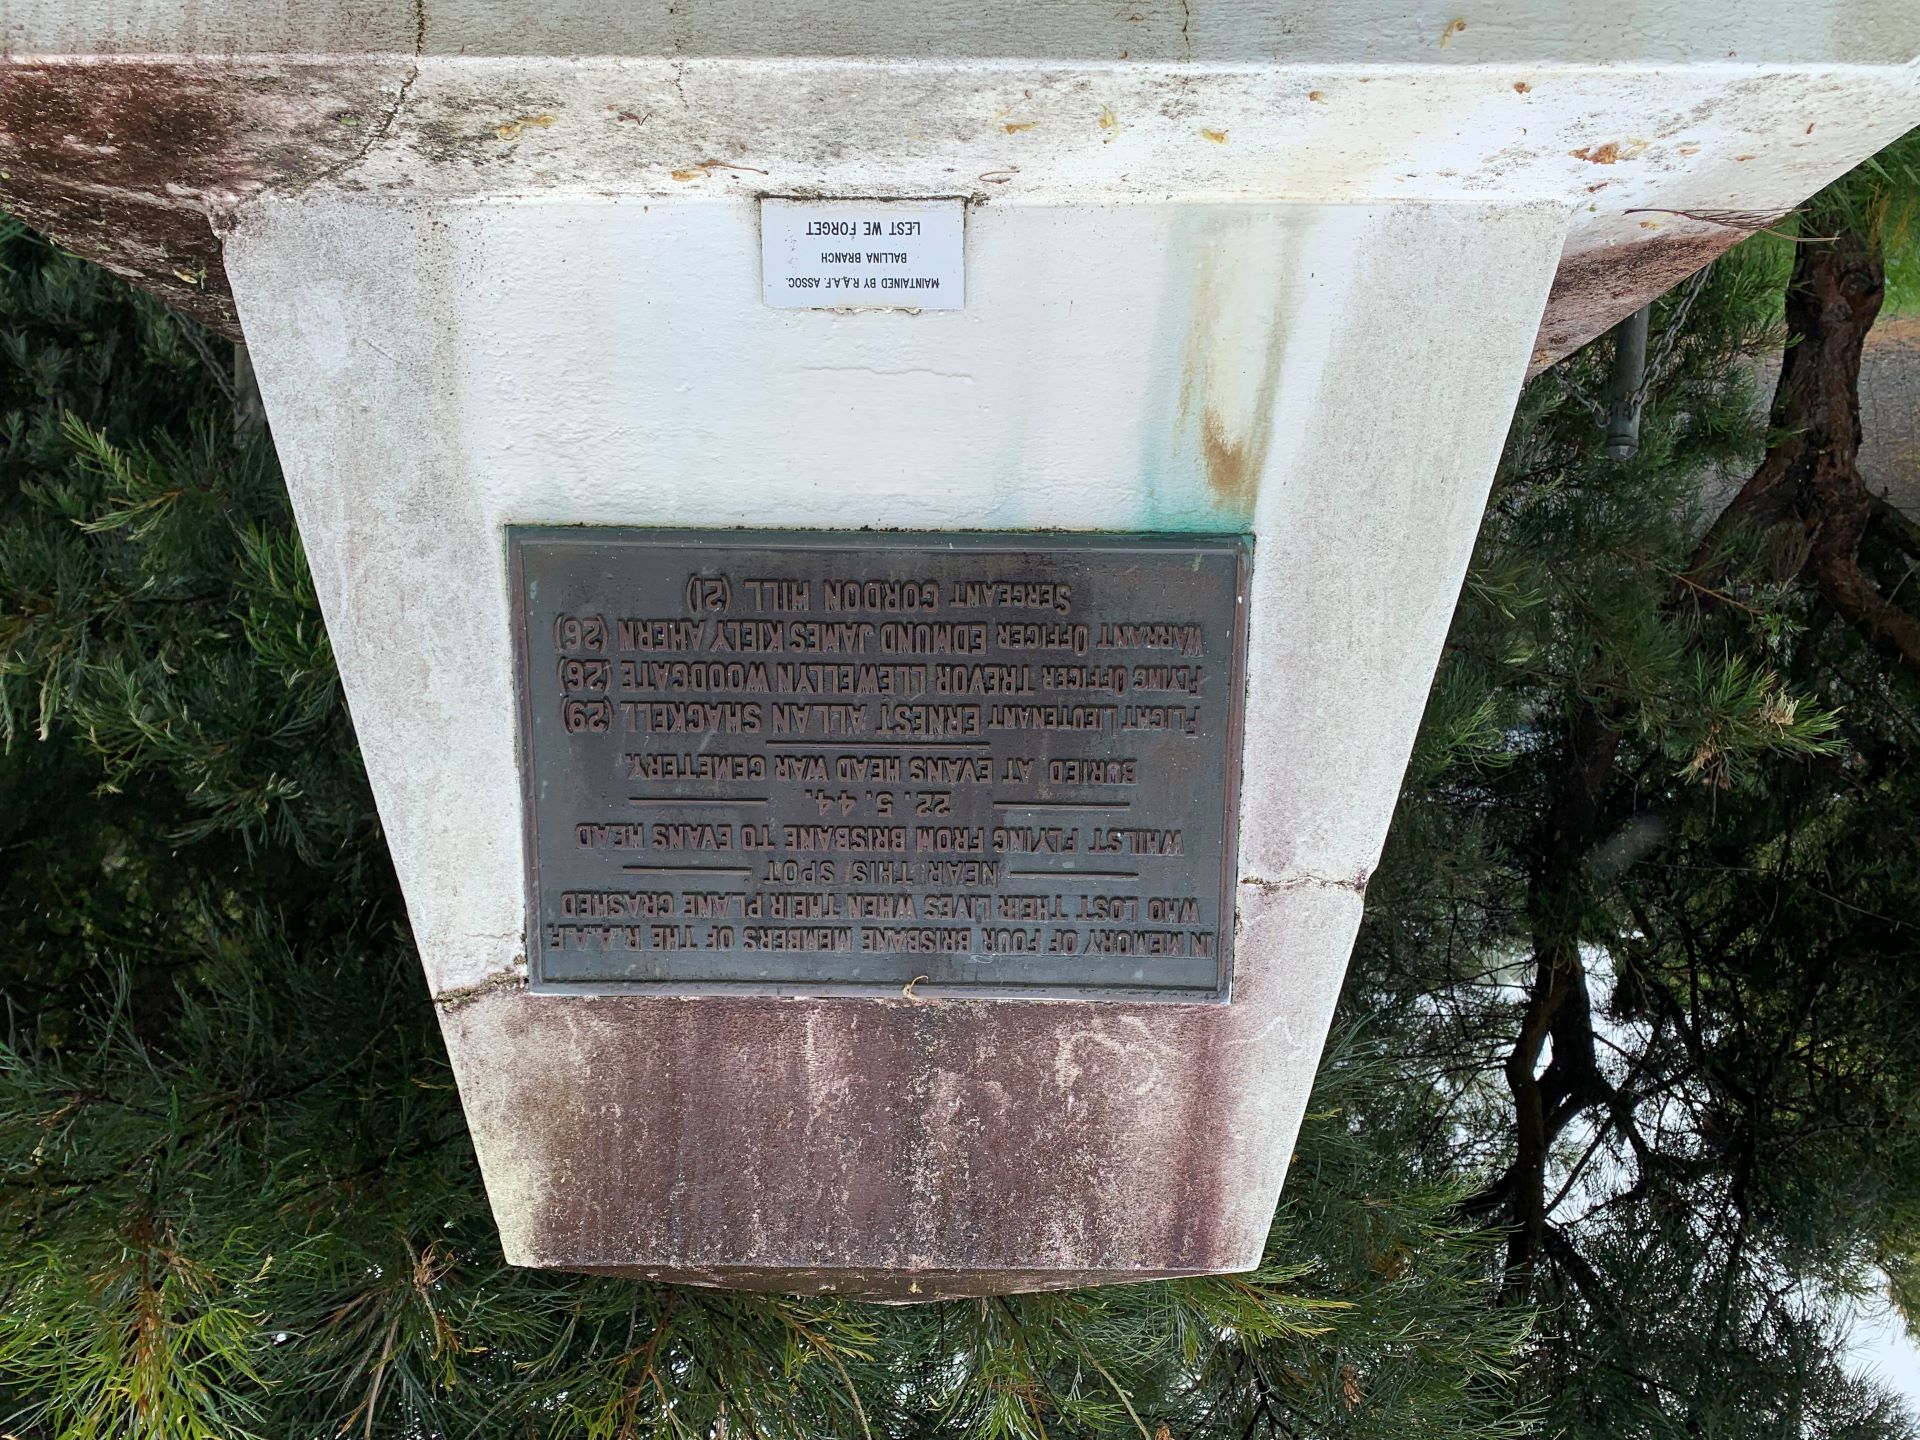 IN MEMORY OF FOUR BRISBANE MEMBERS OF THE R.A.A.F.
WHO LOST THEIR LIVES WHEN THEIR PLANE CRASHED
NEAR THIS SPOT
WHILST FLYING FROM BRISBANE TO EVANS HEAD
22.5.44.
BURIED AT EVANS HEAD WAR CEMETERY.
FLIGHT LIEUTENANT ERNEST ALLAN SHACKELL (29)
FLYING OFFICER TREVOR LLEWELLYN WOODGATE (26)
WARRANT OFFICER EDMUND JAMES KIELY AHERN (26)
SERGEANT GORDON HILL (21)
MAINTAINED BY R.A.A.F. ASSOC.
BALLINA BRANCH
LEST WE FORGET